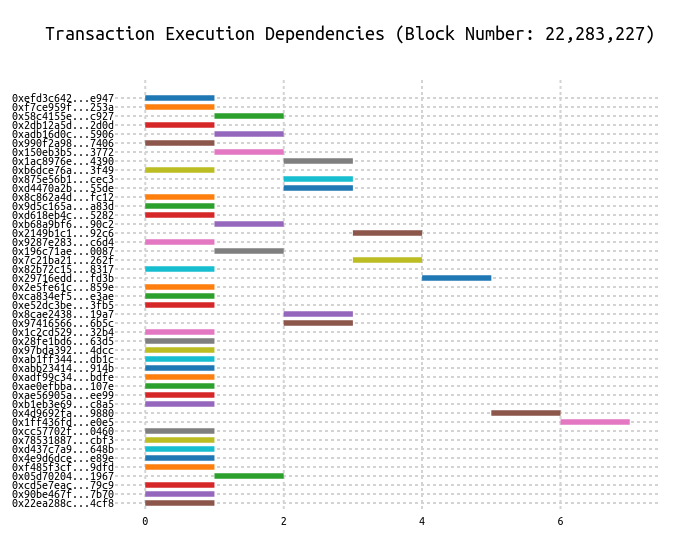 Transaction Execution Dependencies (Block Number: 22,283,227)
0xefd3c642...e947
0xf7ce959f...253a
0x58c4155e...c927
0x2db12a5d...2d0d
0xadb16d0c...5906
0x990f2a98...7406
0x150eb3b5...3772
0x1ac8976e...4390
0xb6dce76a...3f49
0x875e56b1...cec3
0xd4470a2b...55de
0x8c862a4d...fc12
0x9d5c165a...a83d
0xd618eb4c...5282
0xb68a9bf6...90c2
0x2149b1c1...92c6
0x9287e283...c6d4
0x196c71ae...0087
0x7c21ba21...262f
0x82b72c15...8317
0x29716edd...fd3b
0x2e5fe61c...859e
0xca834ef5...e3ae
0xe52dc3be...3fb5
0x8cae2438...19a7
0x97416566...6b5c
0x1c2cd529...32b4
0x28fe1bd6...63d5
0x97bda392...4dcc
0xab1ff344...db1c
0xabb23414...914b
0xadf99c34...bdfe
0xae0efbba...107e
0xae56905a...ee99
0xb1eb3e69...c8a5
0x4d9692fa...9880
0x1ff436fd...e0e5
0xcc57702f...0460
0x78531887...cbf3
0xd437c7a9...648b
0x4e9d6dce...e89e
0xf485f3cf...9dfd
0x05d70204...1967
0xcd5e7eac...79c9
0x90be467f...7b70
0x22ea288c...4cf8
0 2 4 6